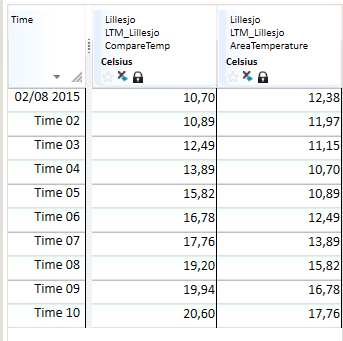 Time
Lillesjo
LTM_Lillesjo
CompareTemp
Celsius
Lillesjo
LTM_Lillesjo
AreaTemperature
Celsius
02/08 2015 10,70 12,38
Time 02 10,89 11,97
Time 03 12,49 11,15
Time 04 13,89 10,70
Time 05 15,82 10,89
Time 06 16,78 12,49
Time 07 17,76 13,89
Time 08 19,20 15,82
Time 09 19,94 16,78
Time 10 20,60 17,76